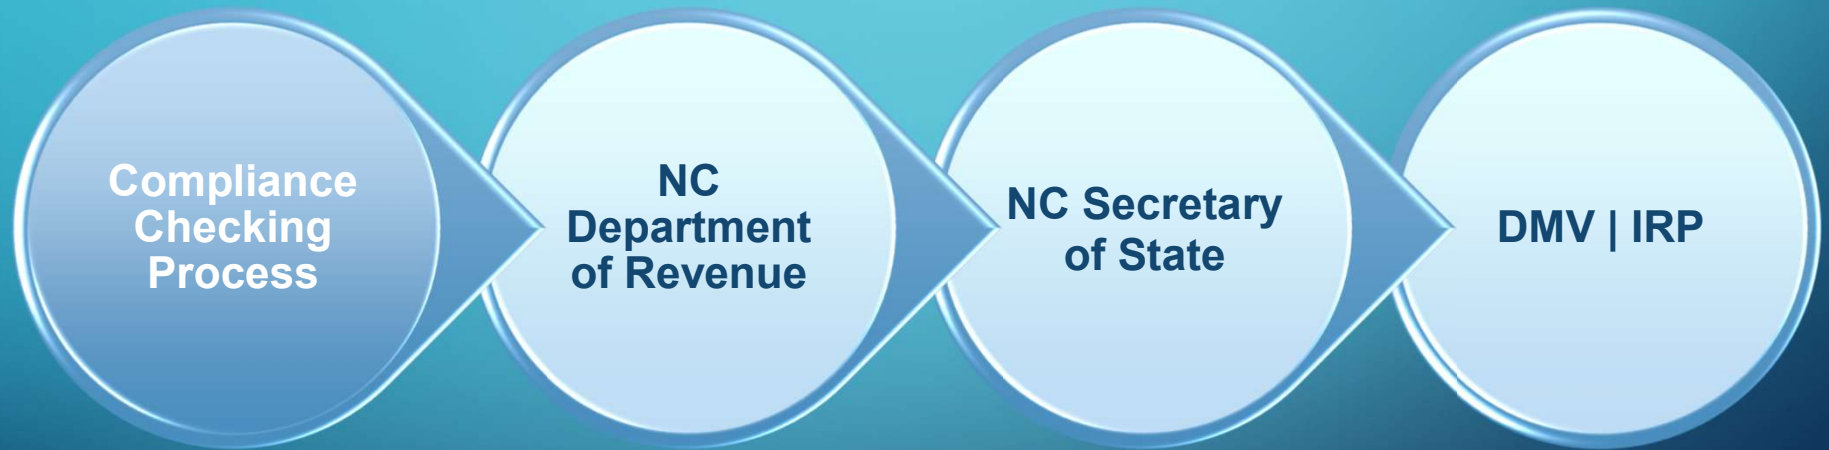 Compliance
Checking
Process
NC
Department
of Revenue
NC Secretary
of State
DMV | IRP